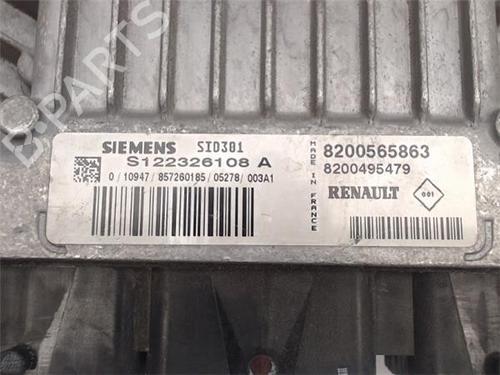 SIEMENS SID301
S122326108 A
0 / 10947 / 857260185 / 05278 / 003A1
MADE IN FRANCE
8200565863
8200495479
RENAULT
001
B-PARTS